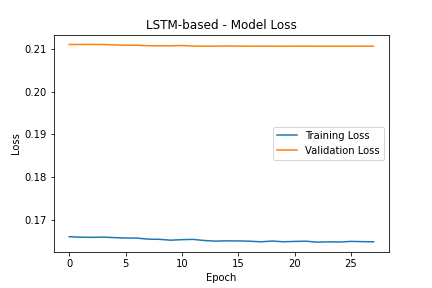 LSTM-based - Model Loss
0.21
0.20
0.19
0.18
0.17
Loss
Training Loss
Validation Loss
0 5 10 15 20 25
Epoch